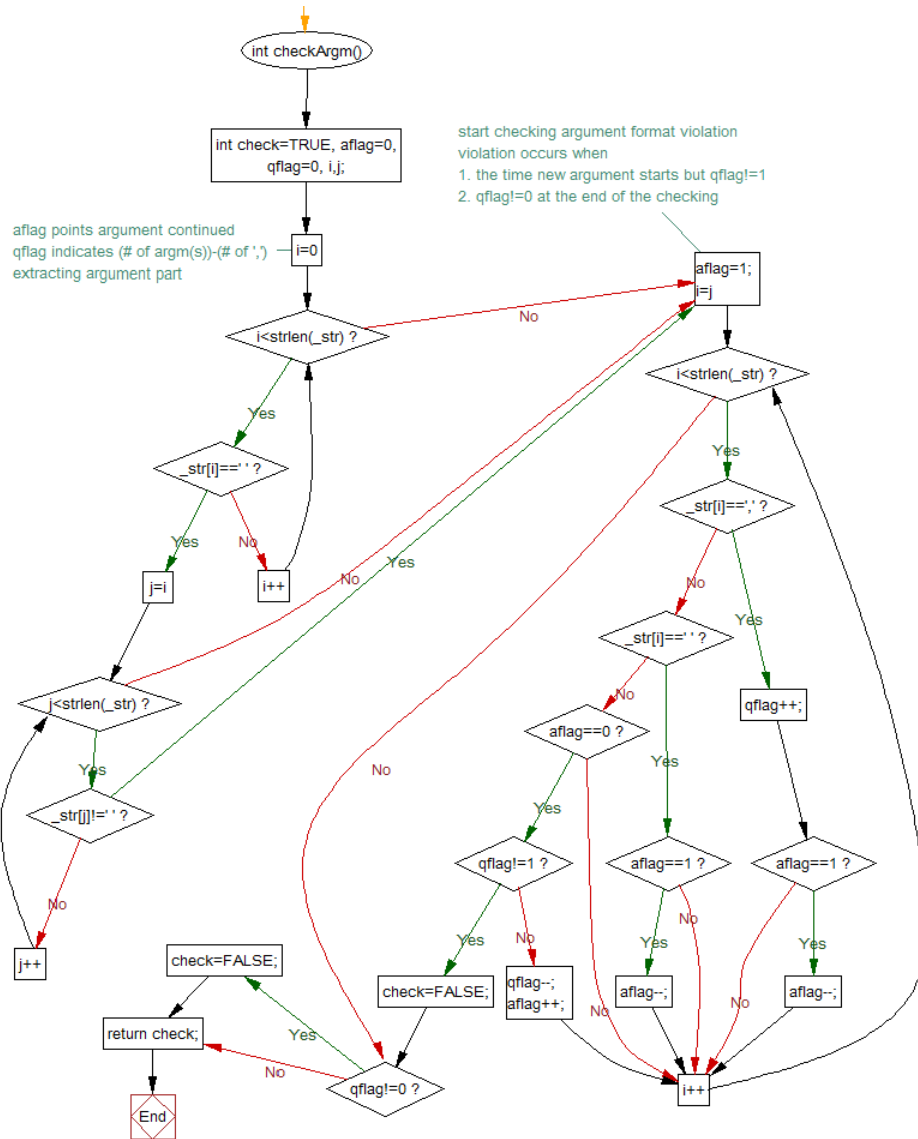 int checkArgm()
int check=TRUE, aflag=0,
qflag=0, i,j;
start checking argument format violation
violation occurs when
1. the time new argument starts but qflag!=1
2. qflag!=0 at the end of the checking
aflag points argument continued
qflag indicates (# of argm(s))-(# of ',')
extracting argument part
i=0
aflag=1;
i=j
i<strlen(_str) ?
No
i<strlen(_str) ?
Yes
Yes
_str[i]==' ' ?
_str[i]==',' ?
Yes
No
No
Yes
j=i
i++
No
Yes
_str[i]==' ' ?
j<strlen(_str) ?
No
qflag++;
aflag==0 ?
No
Yes
Yes
_str[j]!=' ' ?
Yes
qflag!=1 ?
aflag==1 ?
aflag==1 ?
No
No
Yes
No
Yes
Yes
j++
check=FALSE;
check=FALSE;
qflag--;
aflag++;
aflag--;
aflag--;
No
No
return check;
Yes
No
qflag!=0 ?
i++
End